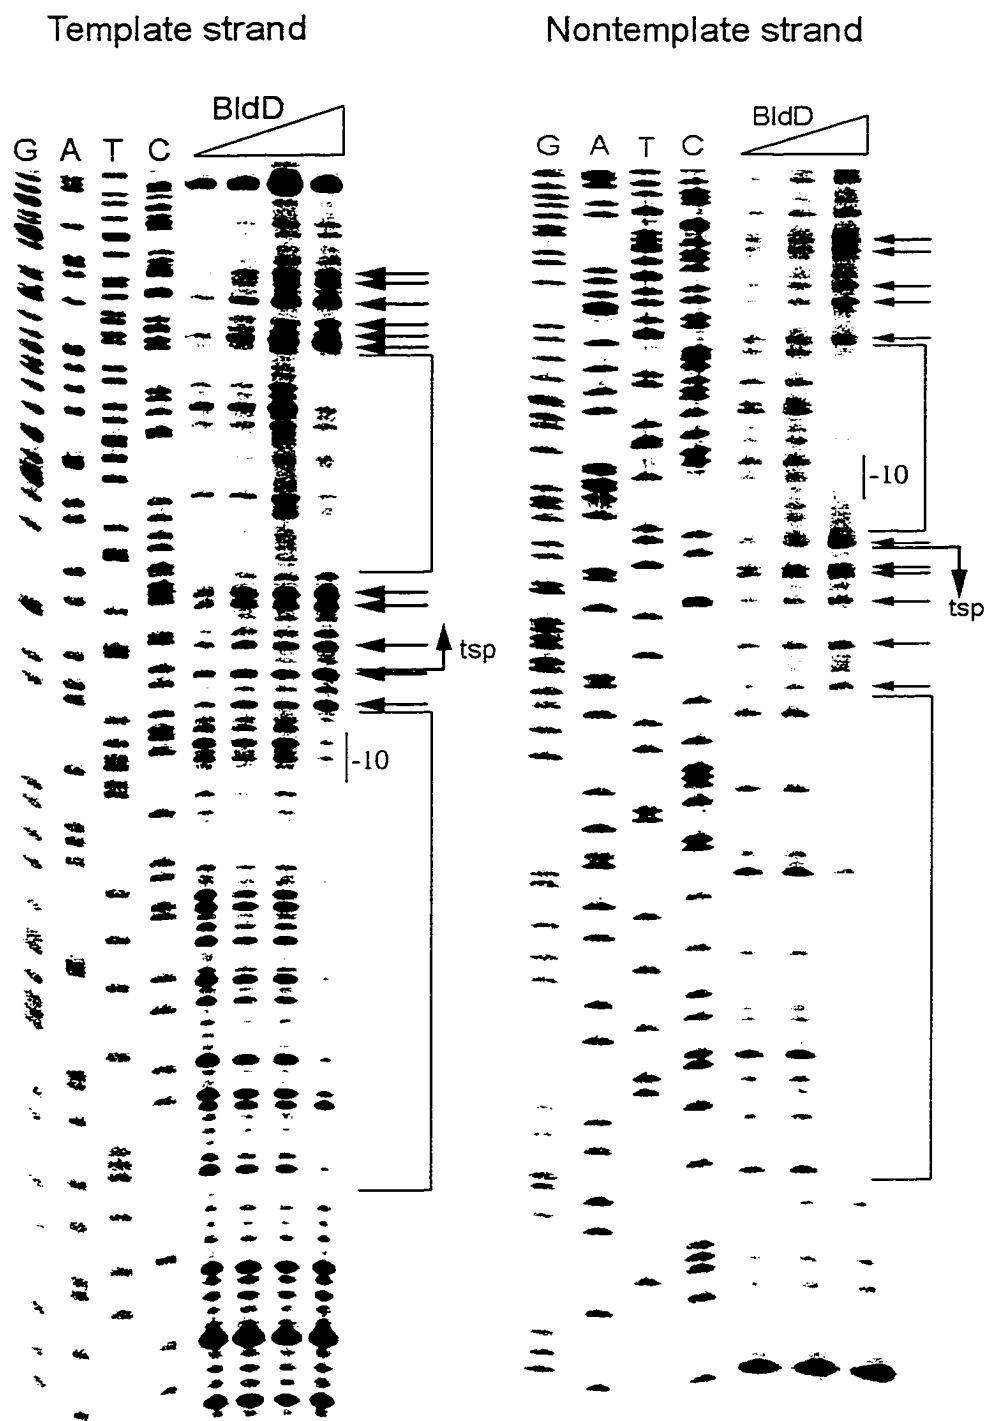 Template strand
Nontemplate strand
BldD
G A T C
BldD
G A T C
-10
tsp
tsp
-10